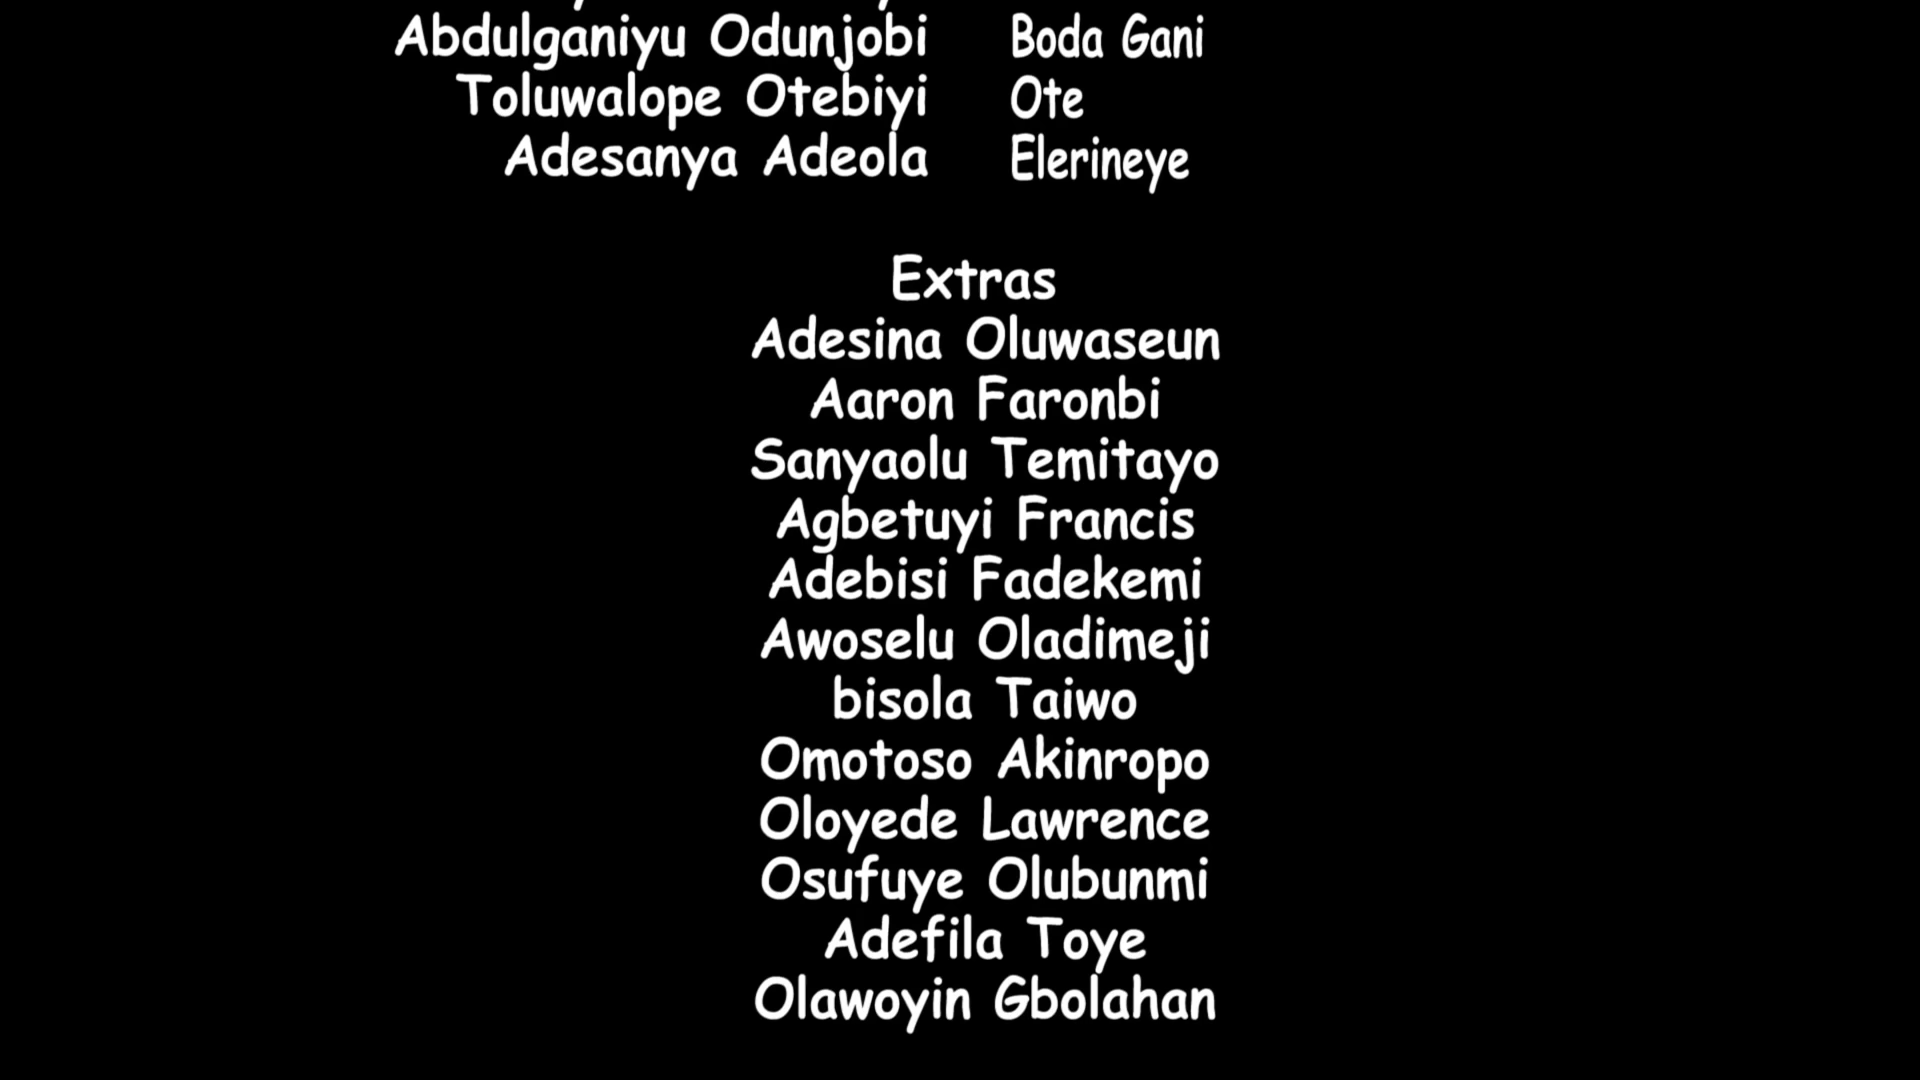 Abdulganiyu Odunjobi Boda Gani
Toluwalope Otebiyi Ote
Adesanya Adeola Elerineye
Extras
Adesina Oluwaseun
Aaron Faronbi
Sanyaolu Temitayo
Agbetuyi Francis
Adebisi Fadekemi
Awoselu Oladimeji
bisola Taiwo
Omotoso Akinropo
Oloyede Lawrence
Osufuye Olubunmi
Adefila Toye
Olawoyin Gbolahan